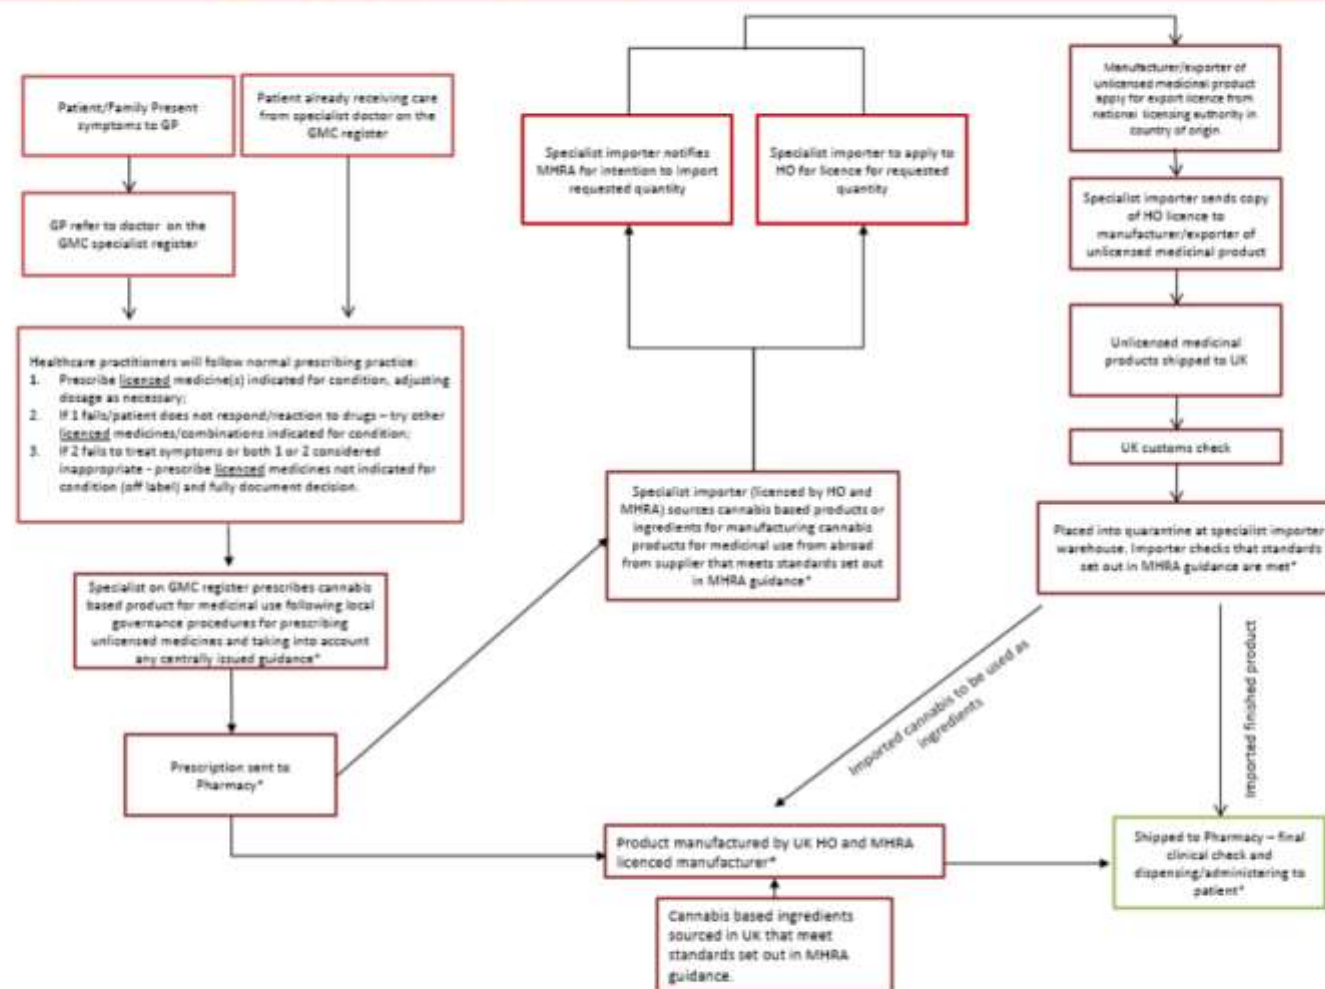 Patient/Family Present
symptoms to GP
Patient already receiving care
from specialist doctor on the
GMC register
GP refer to doctor on the
GMC specialist register
Healthcare practitioners will follow normal prescribing practice:
1. Prescribe licenced medicine(s) indicated for condition, adjusting
dosage as necessary;
2. If 1 fails/patient does not respond/reaction to drugs – try other
licenced medicines/combinations indicated for condition;
3. If 2 fails to treat symptoms or both 1 or 2 considered
inappropriate - prescribe licenced medicines not indicated for
condition (off label) and fully document decision.
Specialist on GMC register prescribes cannabis
based product for medicinal use following local
governance procedures for prescribing
unlicensed medicines and taking into account
any centrally issued guidance*
Prescription sent to
Pharmacy*
Specialist importer notifies
MHRA for intention to import
requested quantity
Specialist importer to apply to
HO for licence for requested
quantity
Specialist importer (licensed by HO and
MHRA) sources cannabis based products or
ingredients for manufacturing cannabis
products for medicinal use from abroad
from supplier that meets standards set out
in MHRA guidance*
Manufacturer/exporter of
unlicensed medicinal product
apply for export licence from
national licensing authority in
country of origin
Specialist importer sends copy
of HO licence to
manufacturer/exporter of
unlicensed medicinal product
Unlicensed medicinal
products shipped to UK
UK customs check
Placed into quarantine at specialist importer
warehouse. Importer checks that standards
set out in MHRA guidance are met*
Imported cannabis to be used as
ingredients
Imported finished product
Product manufactured by UK HO and MHRA
licenced manufacturer*
Cannabis based ingredients
sourced in UK that meet
standards set out in MHRA
guidance.
Shipped to Pharmacy – final
clinical check and
dispensing/administering to
patient*